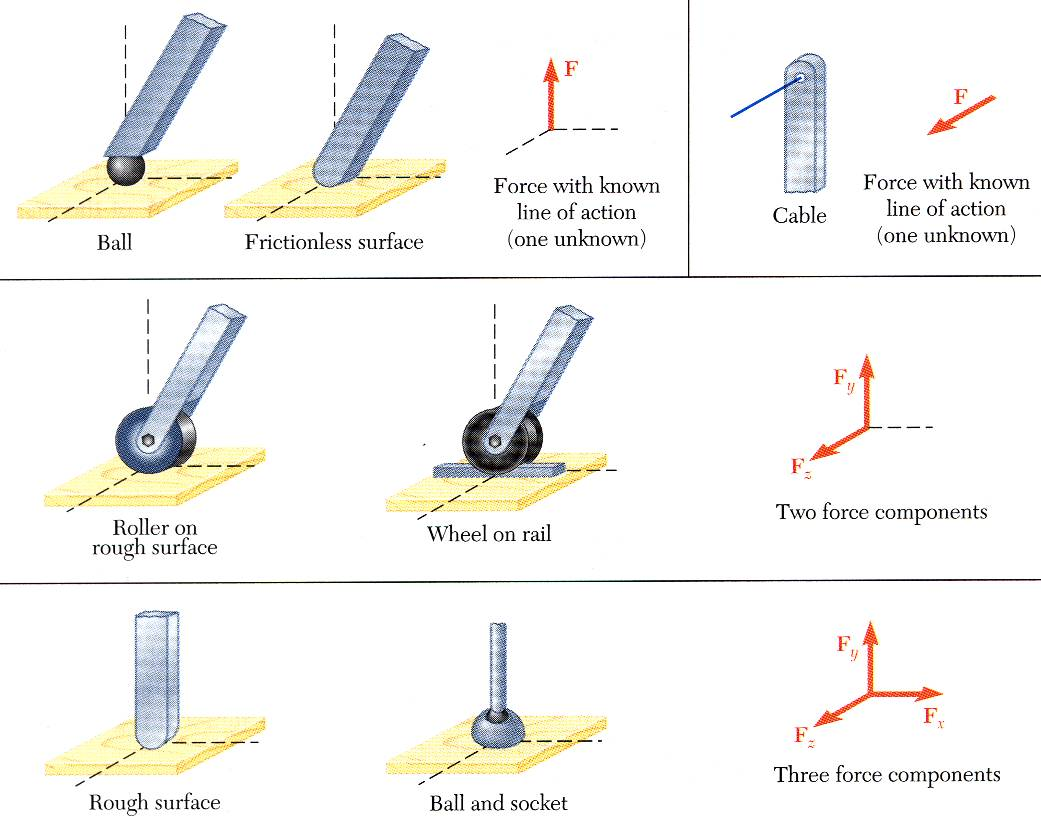 F
Force with known
line of action
(one unknown)
Ball
Frictionless surface
F
Force with known
line of action
(one unknown)
Cable
Fy
Fz
Two force components
Roller on
rough surface
Wheel on rail
Fy
Fx
Fz
Three force components
Rough surface
Ball and socket